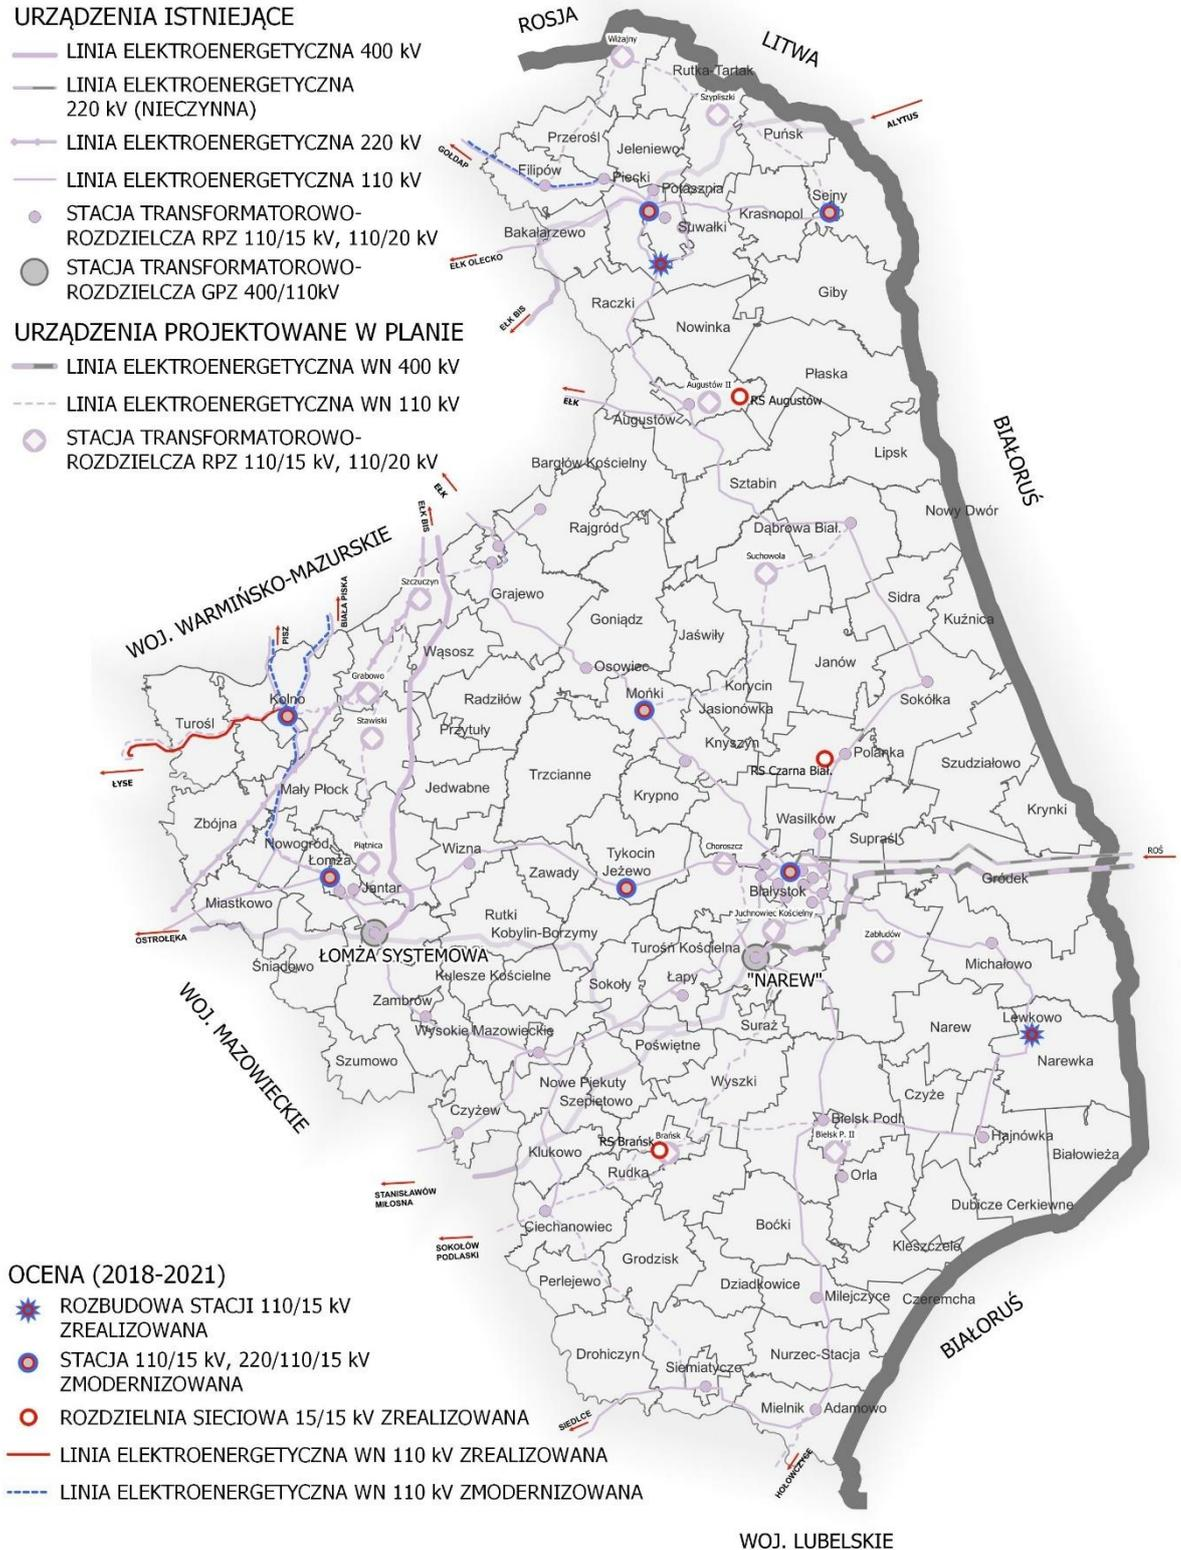 URZĄDZENIA ISTNIEJĄCE
LINIA ELEKTROENERGETYCZNA 400 kV
LINIA ELEKTROENERGETYCZNA
220 kV (NIECZYNNA)
LINIA ELEKTROENERGETYCZNA 220 kV
LINIA ELEKTROENERGETYCZNA 110 kV
STACJA TRANSFORMATOROWO-
ROZDZIELCZA RPZ 110/15 kV, 110/20 kV
STACJA TRANSFORMATOROWO-
ROZDZIELCZA GPZ 400/110kV
URZĄDZENIA PROJEKTOWANE W PLANIE
LINIA ELEKTROENERGETYCZNA WN 400 kV
LINIA ELEKTROENERGETYCZNA WN 110 kV
STACJA TRANSFORMATOROWO-
ROZDZIELCZA RPZ 110/15 kV, 110/20 kV
ROSJA
LITWA
Wiżajny
Rutka-Tartak
Szypliszki
ALYTUS
Puńsk
Przerośl
Jeleniewo
GOŁDAP
Filipów
Piecki
Potasznia
Sejny
Krasnopol
Suwałki
Bakałarzewo
EŁK OLECKO
EŁK BIS
Raczki
Giby
Nowinka
Płaska
Augustów II
RS Augustów
EŁK
Augustów
BIAŁORUŚ
Lipsk
Bargłów Kościelny
Sztabin
EŁK
EŁK BIS
Nowy Dwór
Rajgród
Dąbrowa Biał.
WOJ. WARMIŃSKO-MAZURSKIE
Suchowola
Szczuczyn
Grajewo
Sidra
BIAŁA PISKA
PISZ
Goniądz
Kuźnica
Jaświły
Wąsosz
Janów
Osowiec
Grabowo
Kolno
Radziłów
Mońki
Korycin
Sokółka
Jasionówka
Turośl
Stawiski
Przytuły
Knyszyn
Polanka
RS Czarna Biał.
Szudziałowo
ŁYSE
Trzcianne
Mały Płock
Jedwabne
Krypno
Krynki
Zbójna
Wasilków
Supraśl
Nowogród
Piątnica
Wizna
Tykocin
Choroszcz
ROŚ
Łomża
Zawady
Jeżewo
Gródek
Jantar
Białystok
Miastkowo
Rutki
Juchnowiec Kościelny
OSTROŁĘKA
Kobylin-Borzymy
Zabłudów
Turośń Kościelna
ŁOMŻA SYSTEMOWA
Śniadowo
Kulesze Kościelne
Łapy
"NAREW"
Michałowo
Sokoły
WOJ. MAZOWIECKIE
Zambrów
Lewkowo
Wysokie Mazowieckie
Suraż
Narew
Poświętne
Narewka
Szumowo
Nowe Piekuty
Wyszki
Szepietowo
Czyże
Czyżew
Bielsk Podl.
Bielsk P. II
RS Brańsk
Brańsk
Hajnówka
Klukowo
Białowieża
Rudka
Orla
STANISŁAWÓW
MIŁOSNA
Dubicze Cerkiewne
Ciechanowiec
Boćki
SOKOŁÓW
PODLASKI
Kleszczele
Grodzisk
Perlejewo
Dziadkowice
Milejczyce
Czeremcha
BIAŁORUŚ
Drohiczyn
Nurzec-Stacja
Siemiatycze
Mielnik
Adamowo
SIEDLCE
HOŁOWCZYCE
WOJ. LUBELSKIE
OCENA (2018-2021)
ROZBUDOWA STACJI 110/15 kV
ZREALIZOWANA
STACJA 110/15 kV, 220/110/15 kV
ZMODERNIZOWANA
ROZDZIELNIA SIECIOWA 15/15 kV ZREALIZOWANA
LINIA ELEKTROENERGETYCZNA WN 110 kV ZREALIZOWANA
LINIA ELEKTROENERGETYCZNA WN 110 kV ZMODERNIZOWANA